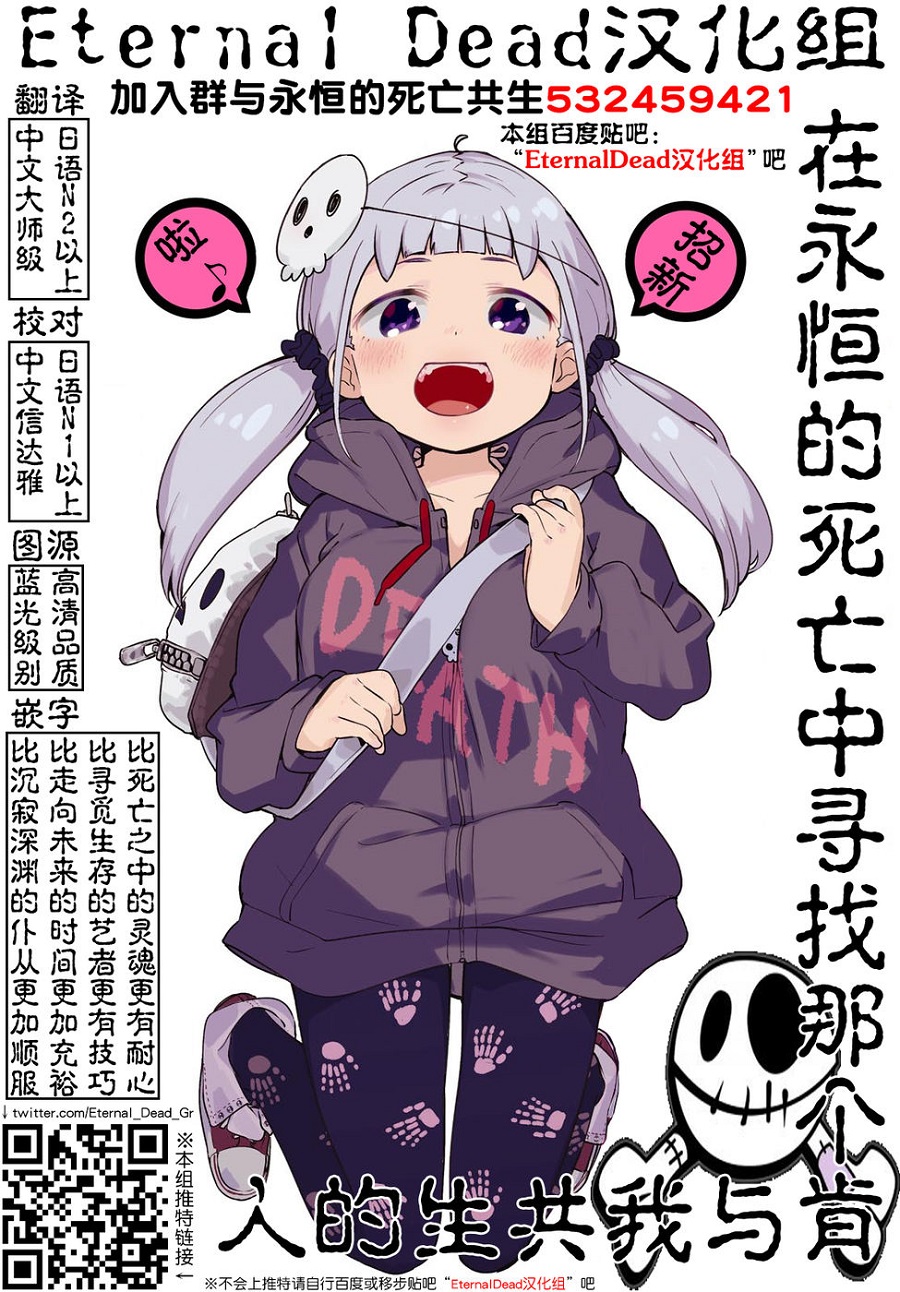 Eternal Dead汉化组
加入群与永恒的死亡共生532459421
本组百度贴吧：
“EternalDead汉化组”吧
招新
啦♪
翻译
日语N2以上
中文大师级
校对
日语N1以上
中文信达雅
图源
高清品质
蓝光级别
嵌字
比死亡之中的灵魂更有耐心
比寻觅生存的艺者更有技巧
比走向未来的时间更加充裕
比沉寂深渊的仆从更加顺服
在永恒的死亡中寻找那个
肯与我共生的人
DEATH
↓twitter.com/Eternal_Dead_Gr
※本组推特链接←
※不会上推特请自行百度或移步贴吧“EternalDead汉化组”吧